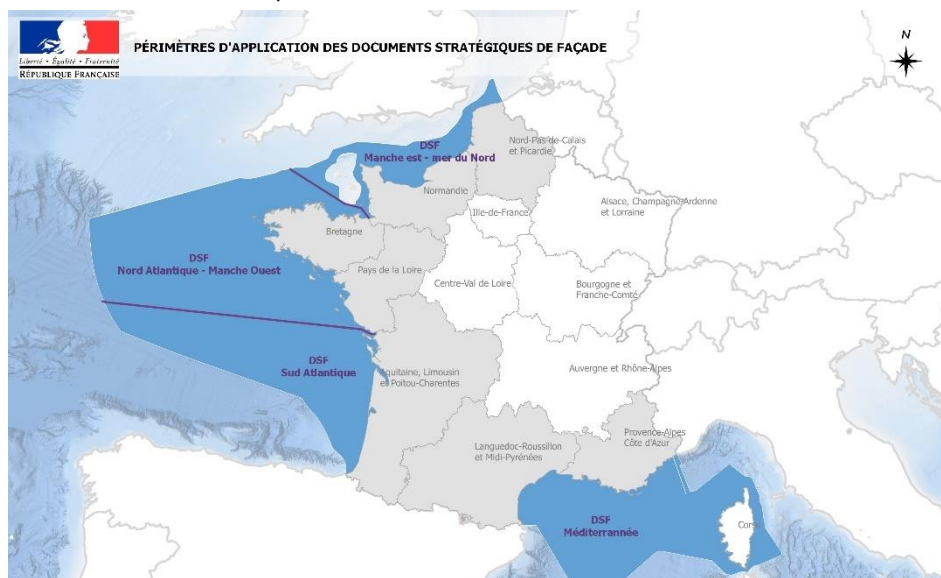 Liberté • Égalité • Fraternité
RÉPUBLIQUE FRANÇAISE
PÉRIMÈTRES D'APPLICATION DES DOCUMENTS STRATÉGIQUES DE FAÇADE
N
DSF
Manche est - mer du Nord
Nord-Pas-de-Calais
et Picardie
Normandie
Ille-de-France
Alsace, Champagne-Ardenne
et Lorraine
Bretagne
DSF
Nord Atlantique - Manche Ouest
Pays de la Loire
Centre-Val de Loire
Bourgogne et
Franche-Comté
DSF
Sud Atlantique
Aquitaine, Limousin
et Poitou-Charentes
Auvergne et Rhône-Alpes
Languedoc-Roussillon
et Midi-Pyrénées
Provence-Alpes
Côte d'Azur
DSF
Méditerrannée
Corse